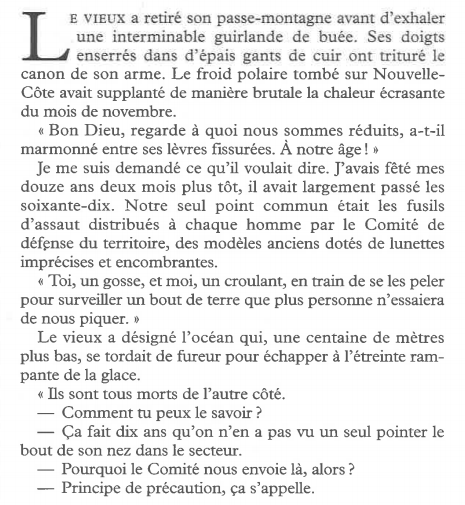 LE VIEUX a retiré son passe-montagne avant d'exhaler
une interminable guirlande de buée. Ses doigts
enserrés dans d'épais gants de cuir ont trituré le
canon de son arme. Le froid polaire tombé sur Nouvelle-
Côte avait supplanté de manière brutale la chaleur écrasante
du mois de novembre.
« Bon Dieu, regarde à quoi nous sommes réduits, a-t-il
marmonné entre ses lèvres fissurées. À notre âge ! »
Je me suis demandé ce qu'il voulait dire. J'avais fêté mes
douze ans deux mois plus tôt, il avait largement passé les
soixante-dix. Notre seul point commun était les fusils
d'assaut distribués à chaque homme par le Comité de
défense du territoire, des modèles anciens dotés de lunettes
imprécises et encombrantes.
« Toi, un gosse, et moi, un croulant, en train de se les peler
pour surveiller un bout de terre que plus personne n'essaiera
de nous piquer. »
Le vieux a désigné l'océan qui, une centaine de mètres
plus bas, se tordait de fureur pour échapper à l'étreinte ram-
pante de la glace.
« Ils sont tous morts de l'autre côté.
— Comment tu peux le savoir ?
— Ça fait dix ans qu'on n'en a pas vu un seul pointer le
bout de son nez dans le secteur.
— Pourquoi le Comité nous envoie là, alors ?
— Principe de précaution, ça s'appelle.